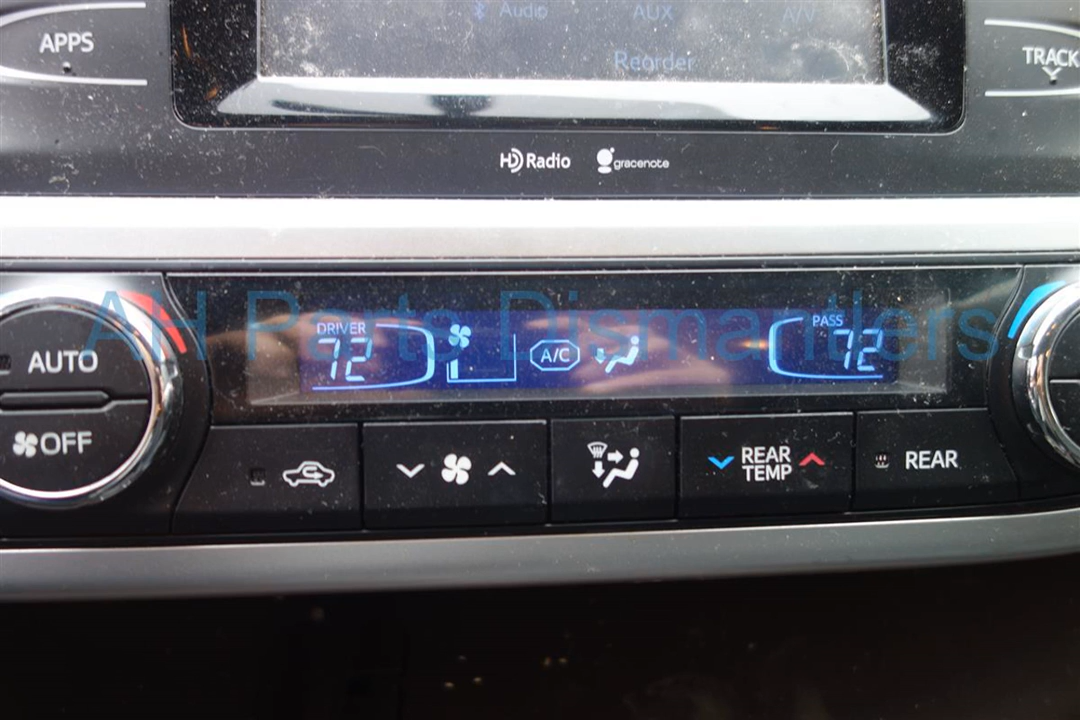 Audio AUX
Reorder
APPS
TRACK
HD Radio gracenote
AH Parts Dismantlers
DRIVER
72
A/C
PASS
72
AUTO
OFF
REAR
TEMP
REAR